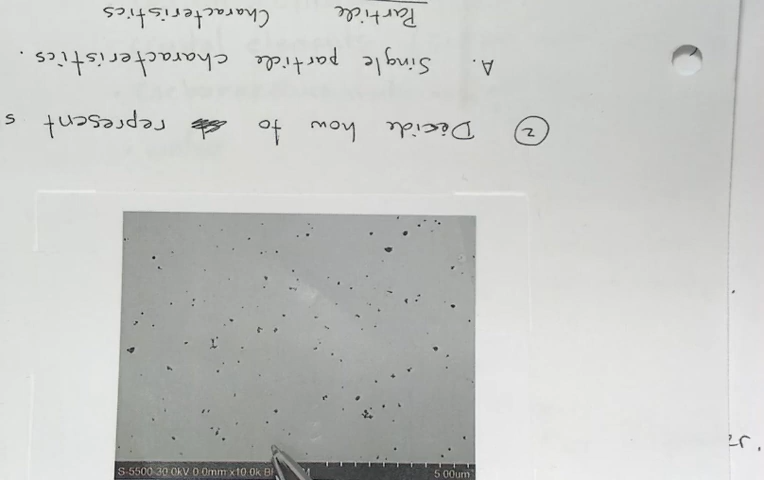 ② Decide how to represent s
A. Single particle characteristics.
Particle Characteristics
S-5500 30.0kV 0.0mm x10.0k B
5.00um